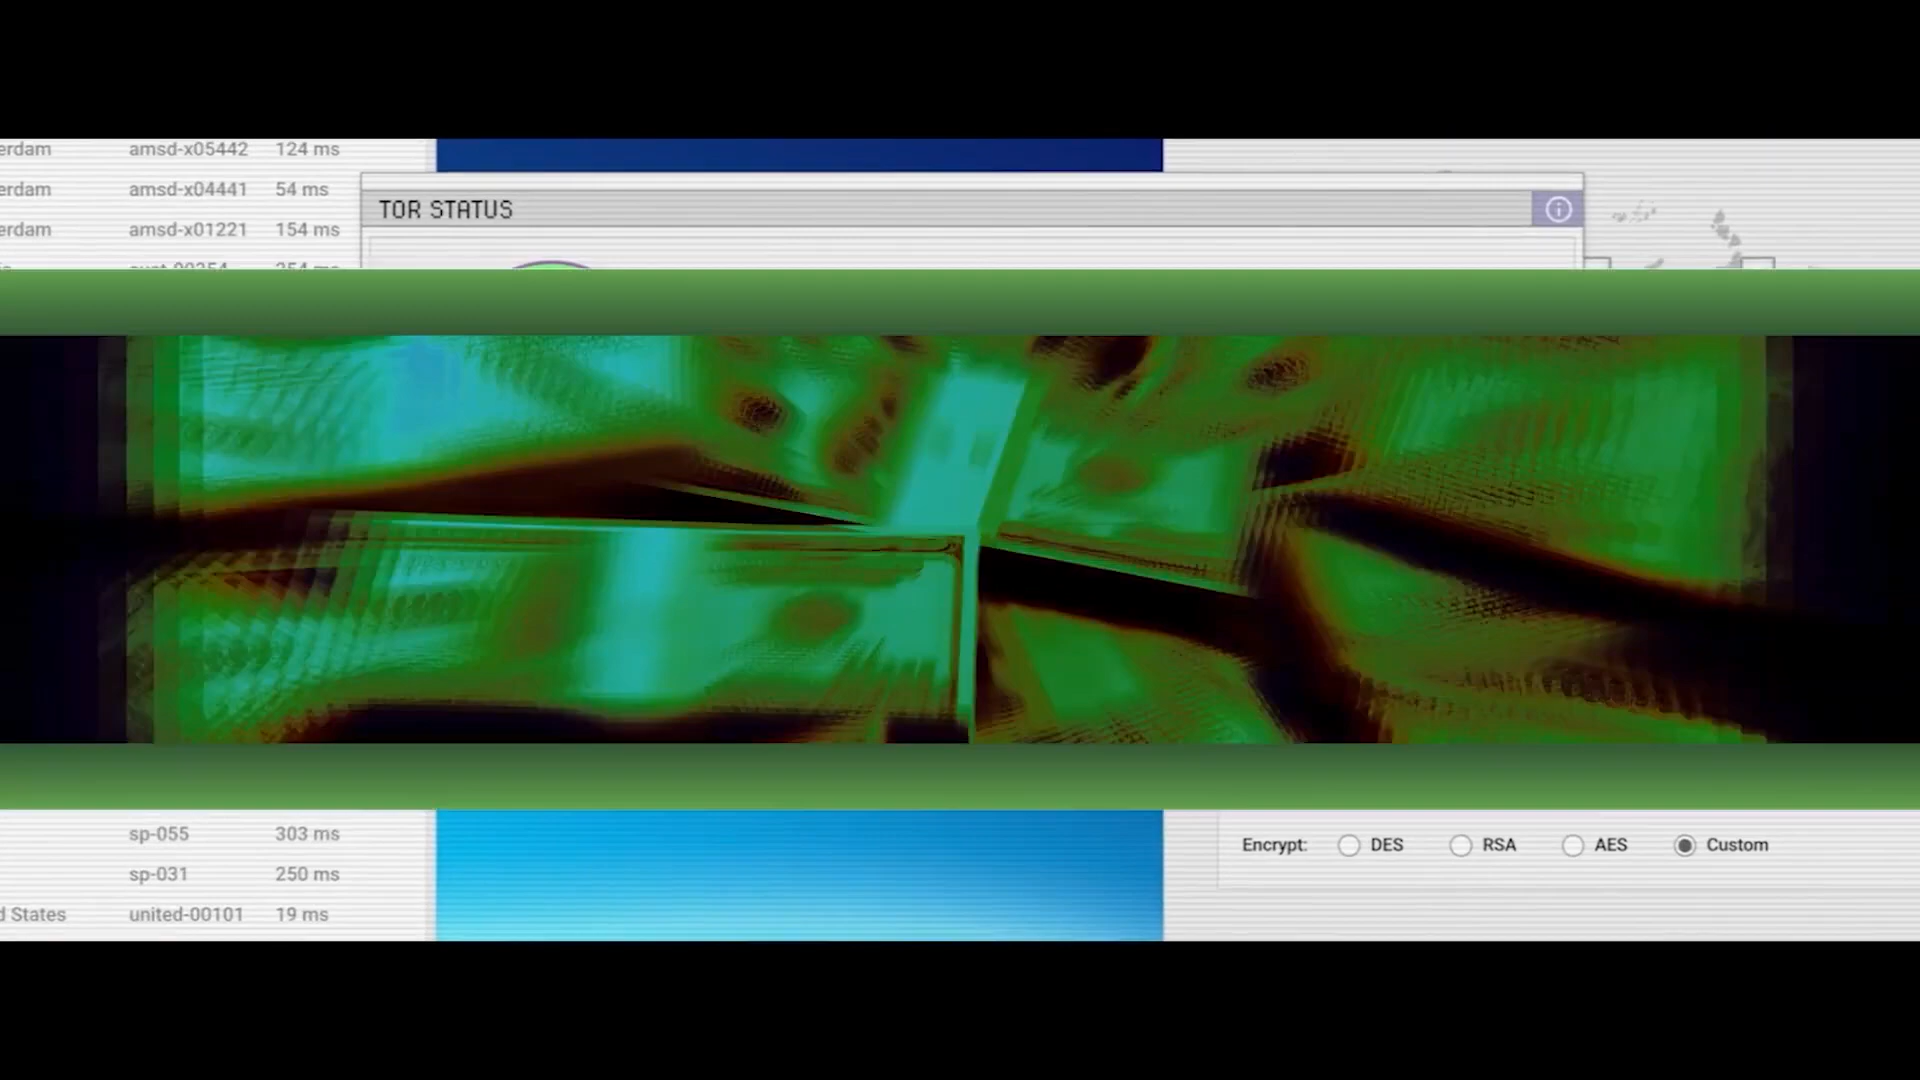 erdam amsd-x05442 124 ms
erdam amsd-x04441 54 ms
TOR STATUS
erdam amsd-x01221 154 ms
sp-055 303 ms
Encrypt: DES RSA AES Custom
sp-031 250 ms
d States united-00101 19 ms